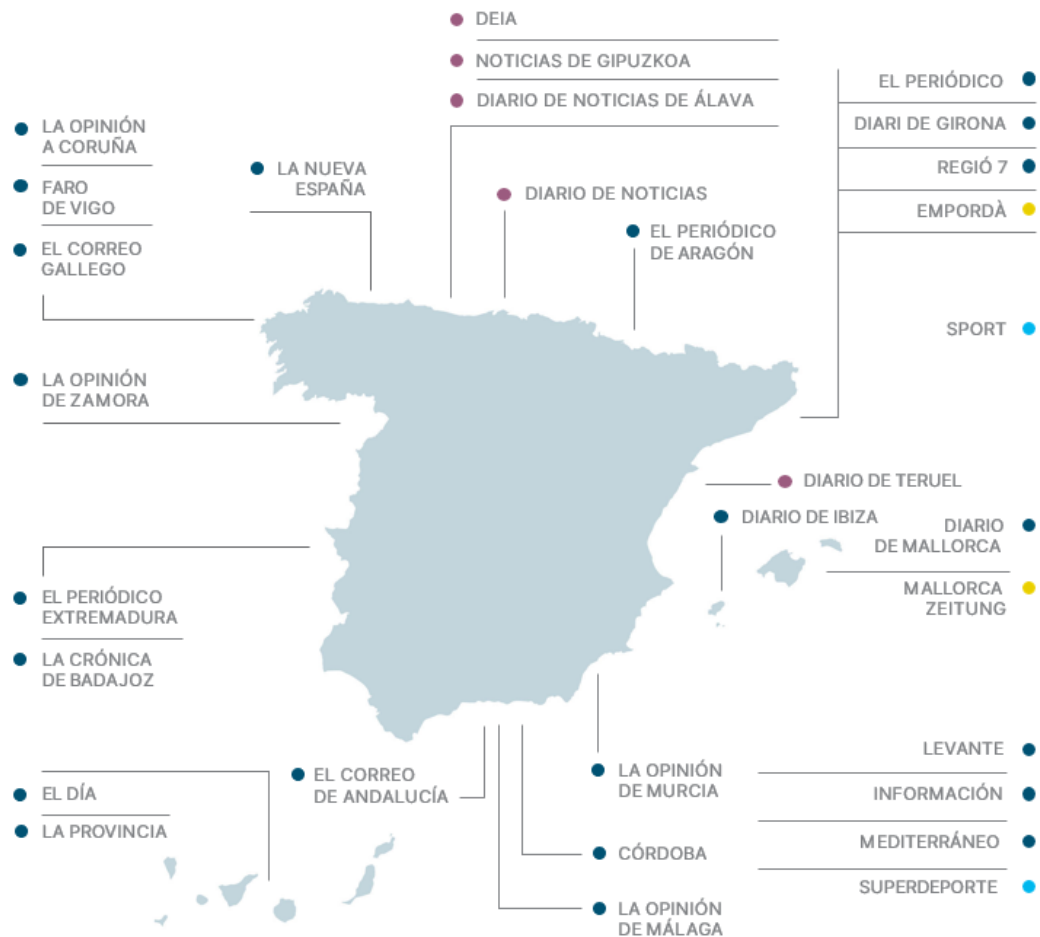 DEIA
NOTICIAS DE GIPUZKOA
DIARIO DE NOTICIAS DE ÁLAVA
EL PERIÓDICO
DIARI DE GIRONA
REGIÓ 7
EMPORDÀ
LA OPINIÓN
A CORUÑA
FARO
DE VIGO
EL CORREO
GALLEGO
LA NUEVA
ESPAÑA
DIARIO DE NOTICIAS
EL PERIÓDICO
DE ARAGÓN
SPORT
LA OPINIÓN
DE ZAMORA
DIARIO DE TERUEL
DIARIO DE IBIZA
DIARIO
DE MALLORCA
MALLORCA
ZEITUNG
EL PERIÓDICO
EXTREMADURA
LA CRÓNICA
DE BADAJOZ
EL DÍA
LA PROVINCIA
EL CORREO
DE ANDALUCÍA
LA OPINIÓN
DE MURCIA
CÓRDOBA
LA OPINIÓN
DE MÁLAGA
LEVANTE
INFORMACIÓN
MEDITERRÁNEO
SUPERDEPORTE